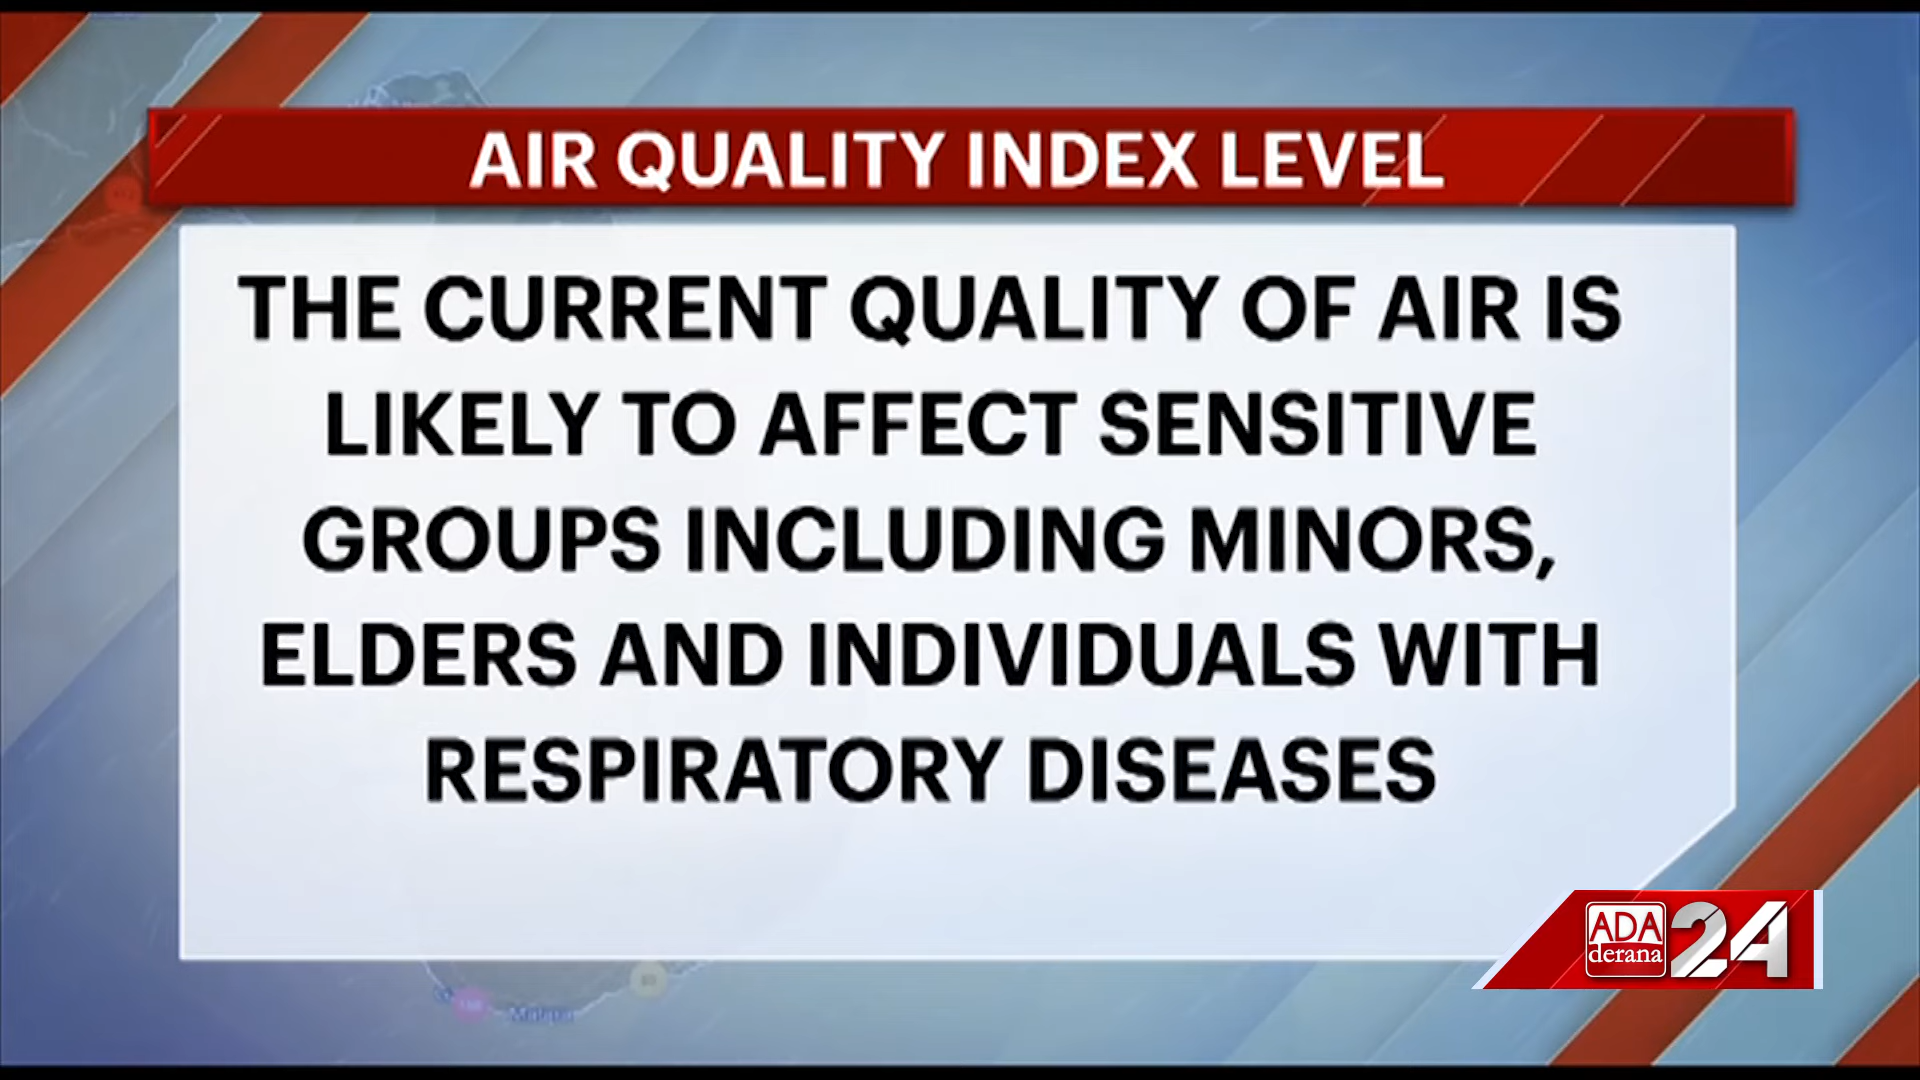 AIR QUALITY INDEX LEVEL
THE CURRENT QUALITY OF AIR IS
LIKELY TO AFFECT SENSITIVE
GROUPS INCLUDING MINORS,
ELDERS AND INDIVIDUALS WITH
RESPIRATORY DISEASES
ADA
derana
24